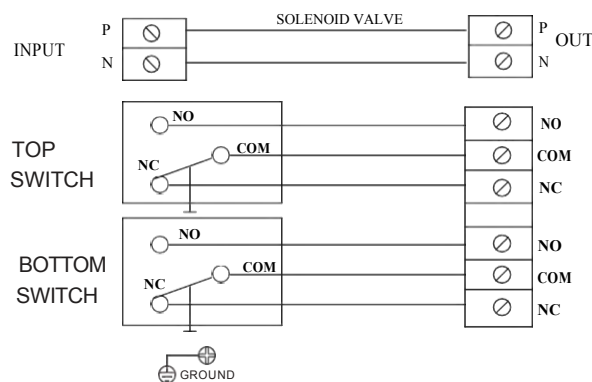 SOLENOID VALVE
INPUT
P
N
P
N
OUT
TOP
SWITCH
NO
COM
NC
NO
COM
NC
BOTTOM
SWITCH
NO
COM
NC
NO
COM
NC
GROUND